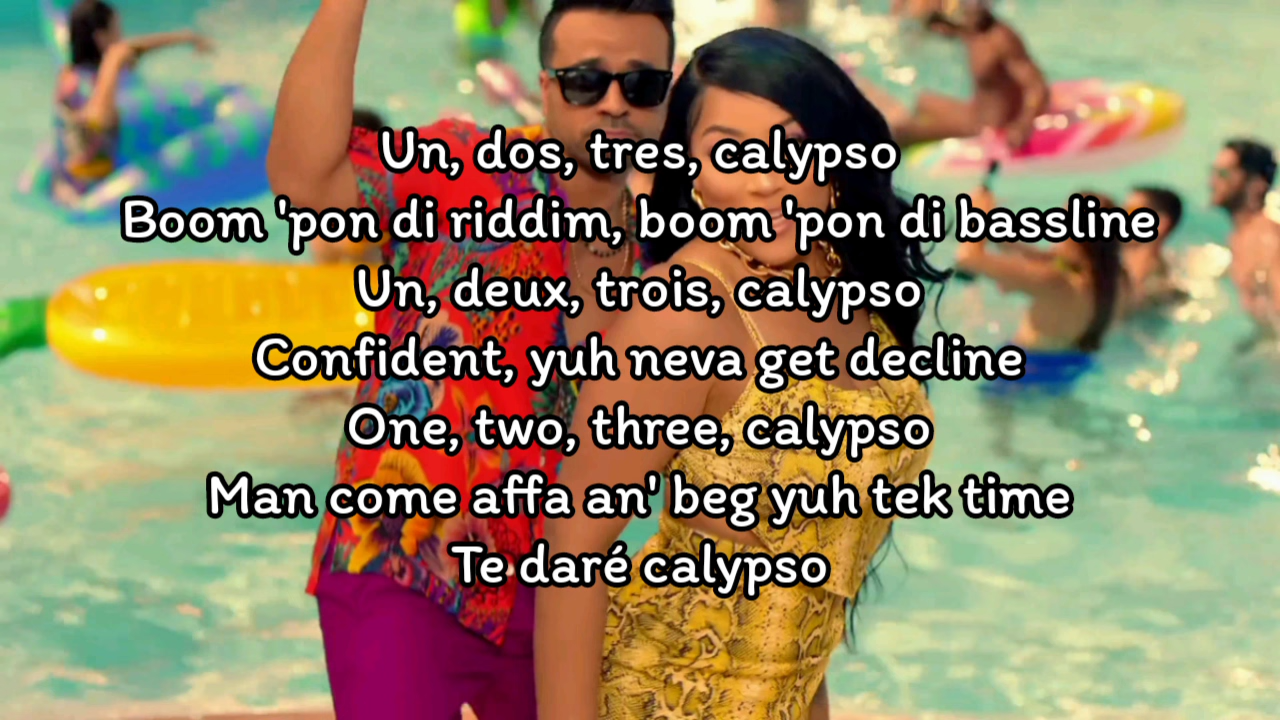 Un, dos, tres, calypso
Boom 'pon di riddim, boom 'pon di bassline
Un, deux, trois, calypso
Confident, yuh neva get decline
One, two, three, calypso
Man come affa an' beg yuh tek time
Te daré calypso